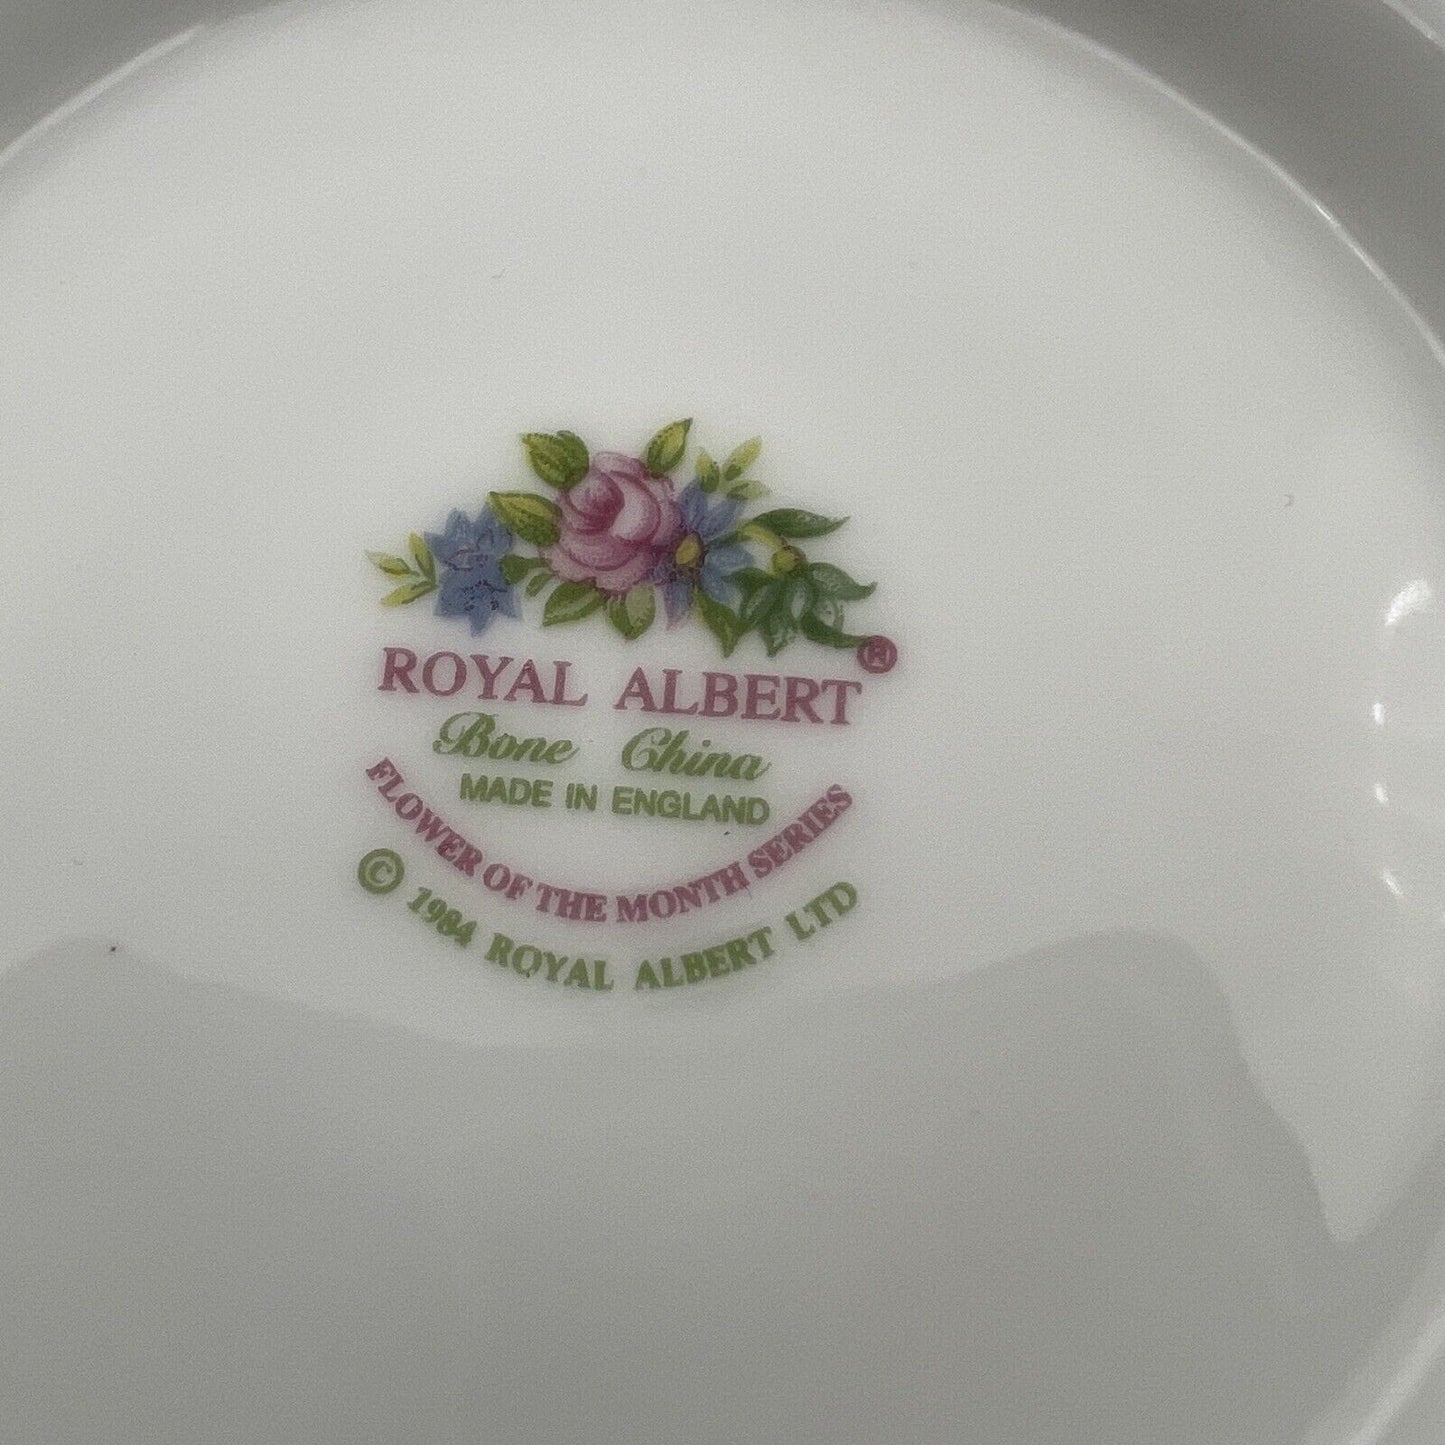 ROYAL ALBERT ®
Bone China
MADE IN ENGLAND
FLOWER OF THE MONTH SERIES
© 1984 ROYAL ALBERT LTD